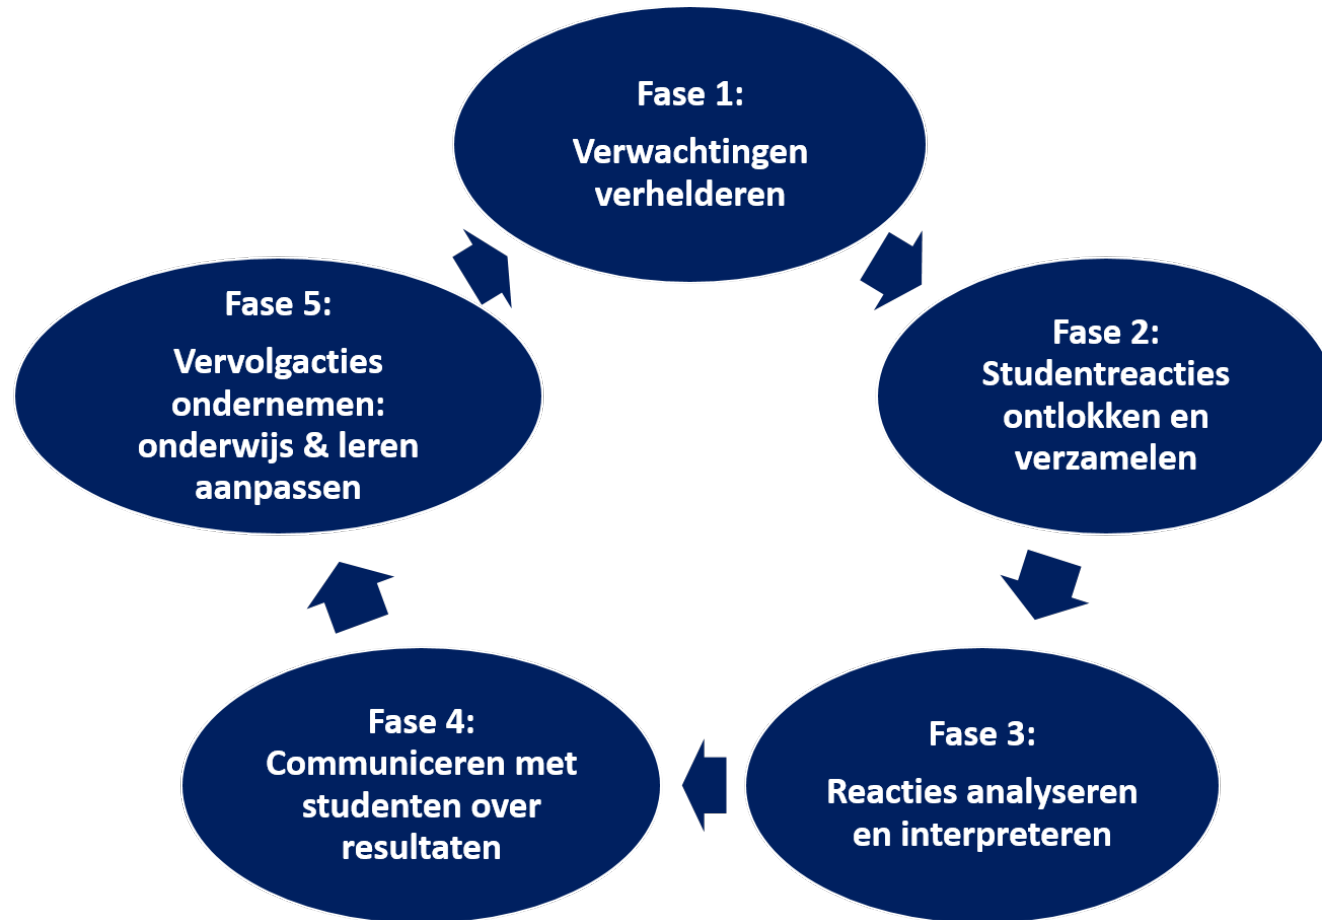 Fase 1:
Verwachtingen
verhelderen
Fase 2:
Studentreacties
ontlokken en
verzamelen
Fase 3:
Reacties analyseren
en interpreteren
Fase 4:
Communiceren met
studenten over
resultaten
Fase 5:
Vervolgacties
ondernemen:
onderwijs & leren
aanpassen